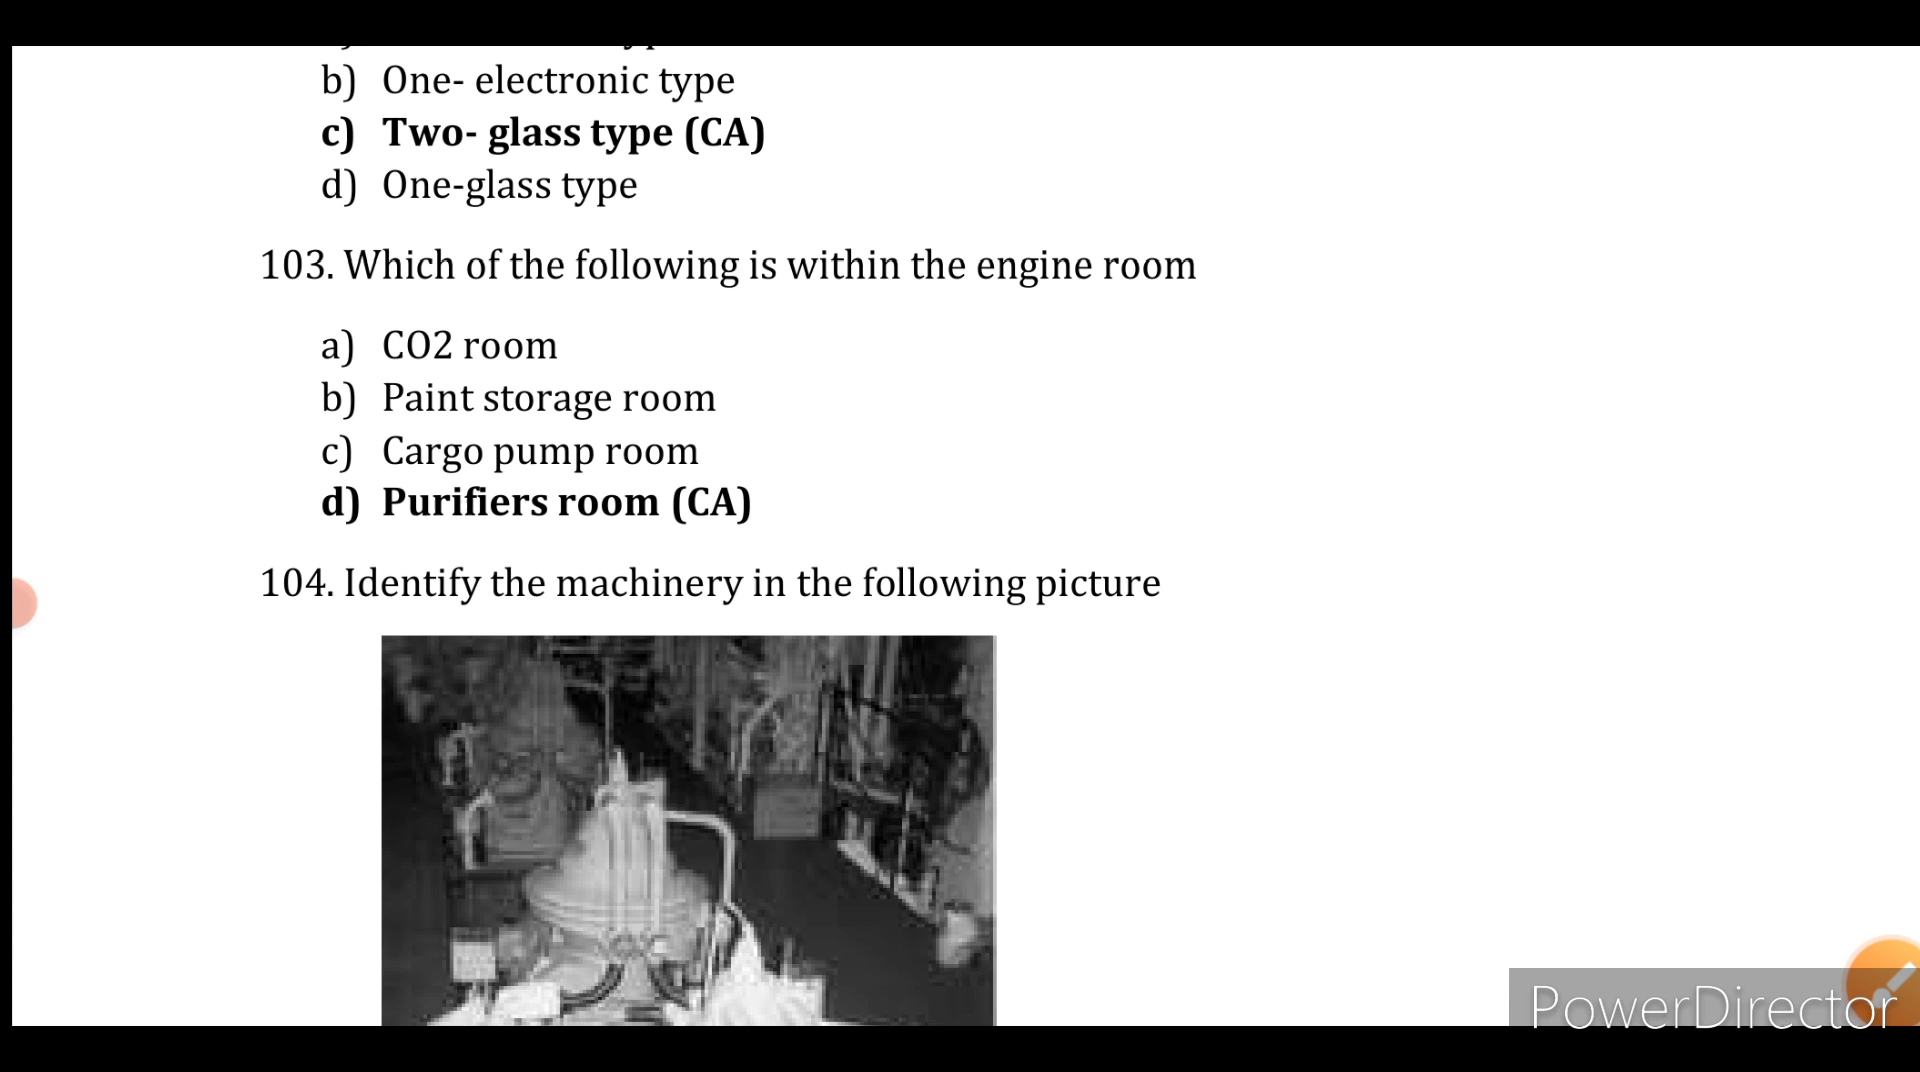 b) One- electronic type
c) Two- glass type (CA)
d) One-glass type
103. Which of the following is within the engine room
a) CO2 room
b) Paint storage room
c) Cargo pump room
d) Purifiers room (CA)
104. Identify the machinery in the following picture
PowerDirector